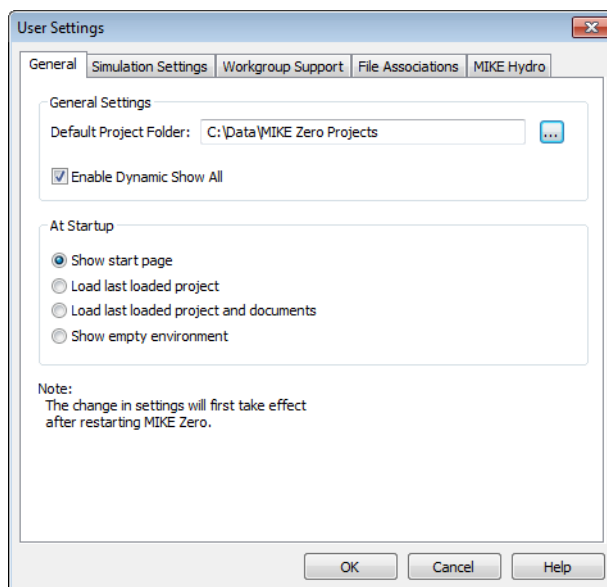 User Settings
General Simulation Settings Workgroup Support File Associations MIKE Hydro
General Settings
Default Project Folder: C:\Data\MIKE Zero Projects ...
Enable Dynamic Show All
At Startup
Show start page
Load last loaded project
Load last loaded project and documents
Show empty environment
Note:
The change in settings will first take effect
after restarting MIKE Zero.
OK Cancel Help